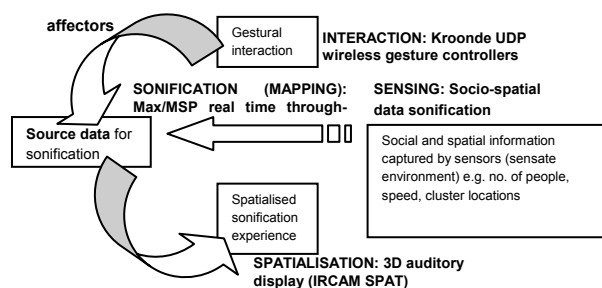 affectors
Gestural
interaction
INTERACTION: Kroonde UDP
wireless gesture controllers
SONIFICATION (MAPPING):
Max/MSP real time through-
SENSING: Socio-spatial
data sonification
Source data for
sonification
Social and spatial information
captured by sensors (sensate
environment) e.g. no. of people,
speed, cluster locations
Spatialised
sonification
experience
SPATIALISATION: 3D auditory
display (IRCAM SPAT)